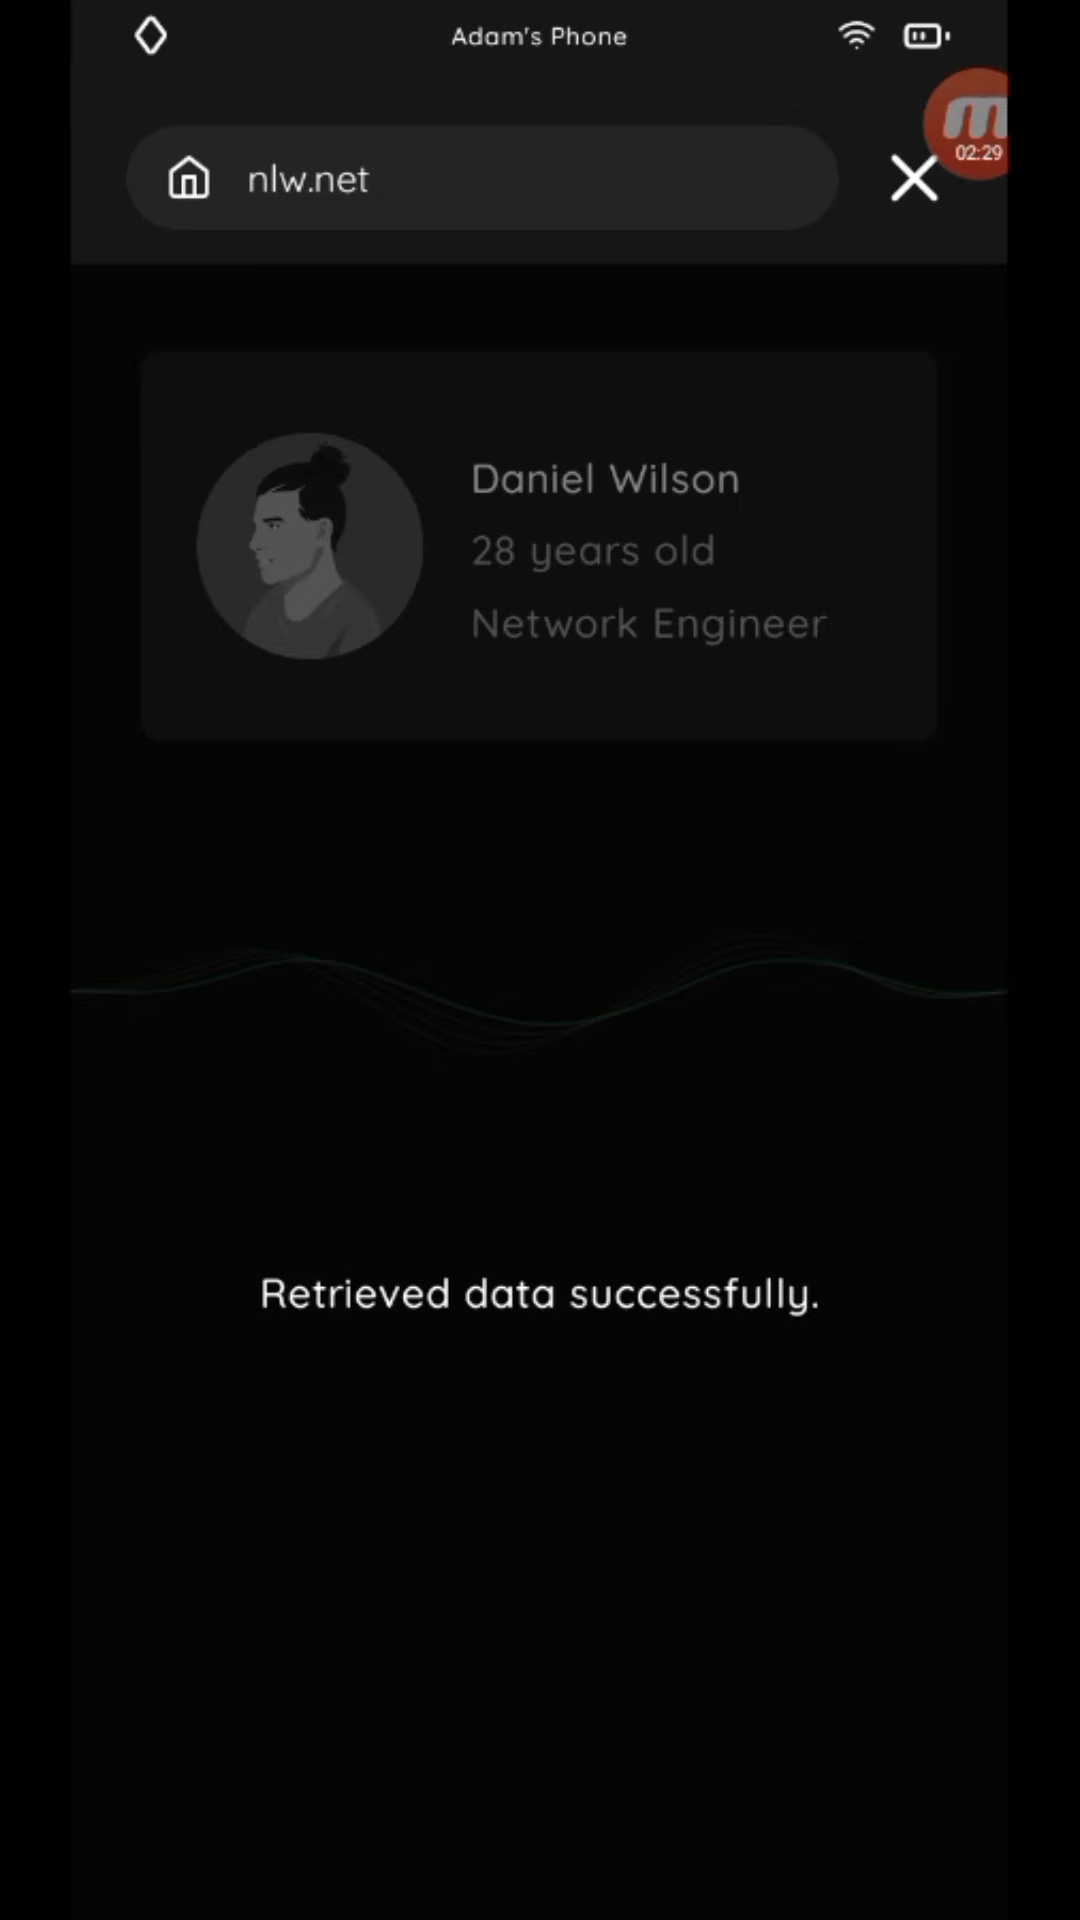 Adam's Phone
nlw.net
m
02:29
Daniel Wilson
28 years old
Network Engineer
Retrieved data successfully.